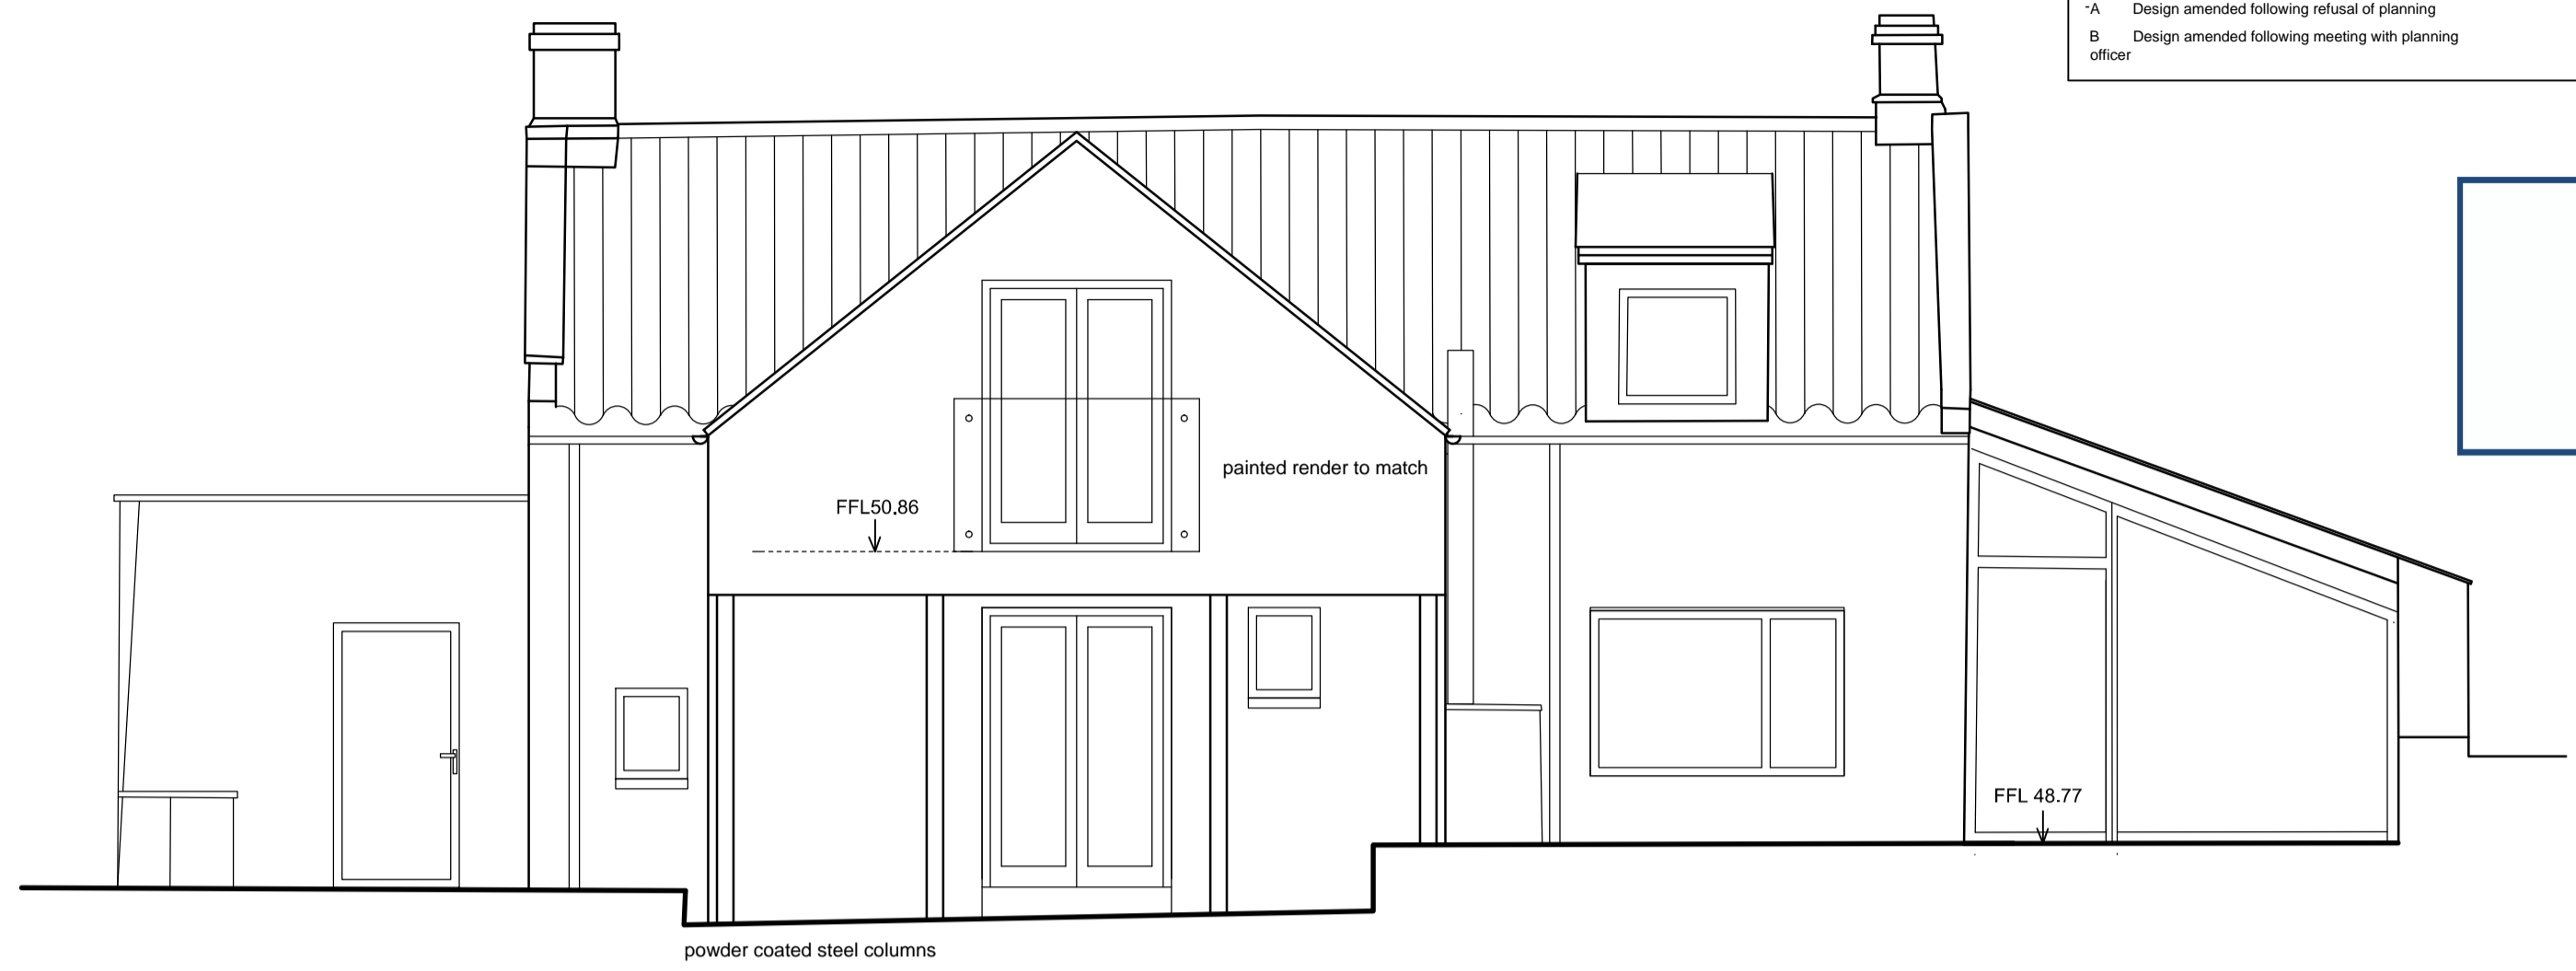 -A Design amended following refusal of planning
B Design amended following meeting with planning
officer
painted render to match
FFL50.86
FFL 48.77
powder coated steel columns